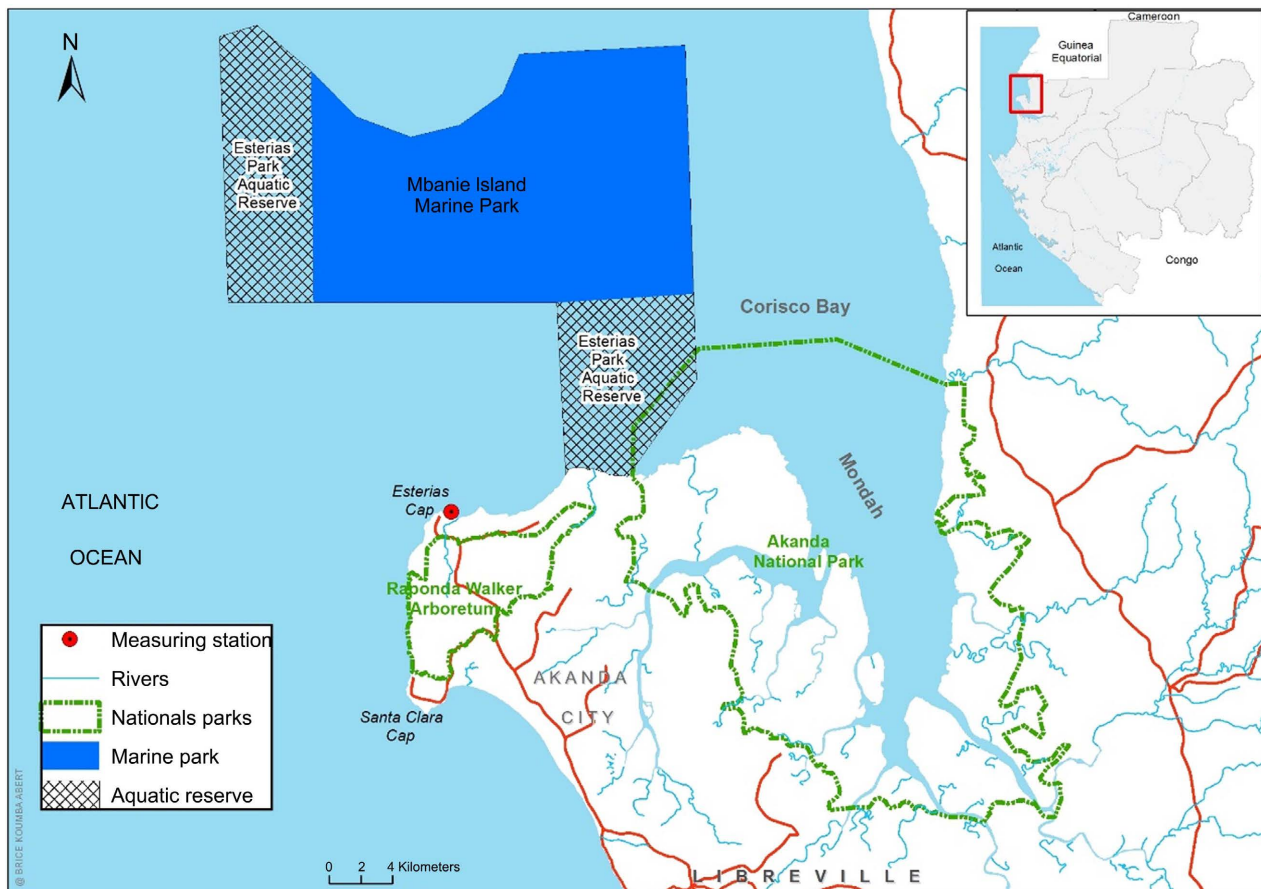 N
Cameroon
Guinea
Equatorial
Atlantic
Ocean
Congo
Esterias
Park
Aquatic
Reserve
Mbanie Island
Marine Park
Corisco Bay
Esterias
Park
Aquatic
Reserve
Mondah
ATLANTIC
OCEAN
Esterias
Cap
Akanda
National Park
Raponda Walker
Arboretum
AKANDA
CITY
Santa Clara
Cap
Measuring station
Rivers
Nationals parks
Marine park
Aquatic reserve
0 2 4 Kilometers
LIBREVILLE
@ BRICE KOUMBA ABERT